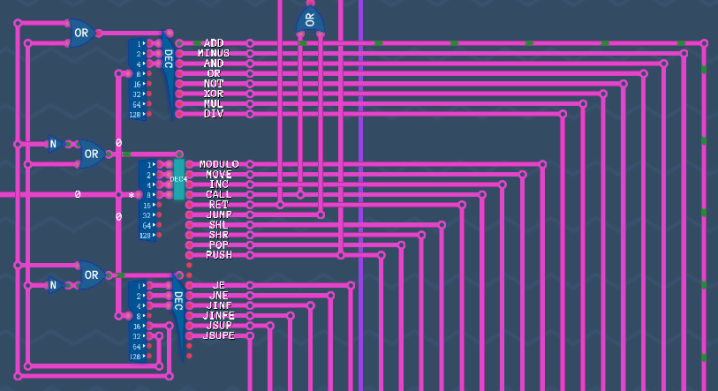 OR
OR
1 ADD
2 MINUS
4 AND
8 OR
16 NOT
32 XOR
64 MUL
128 DIV
DEC
N
0
OR
1 MODULO
2 MOVE
4 INC
0 * 8 CALL
16 RET
32 JUMP
64 SHL
128 SHR
POP
PUSH
DEC4
0
OR
N
1 JE
2 JNE
4 JINF
8 JINFE
16 JSUP
32 JSUPE
64
128
DEC